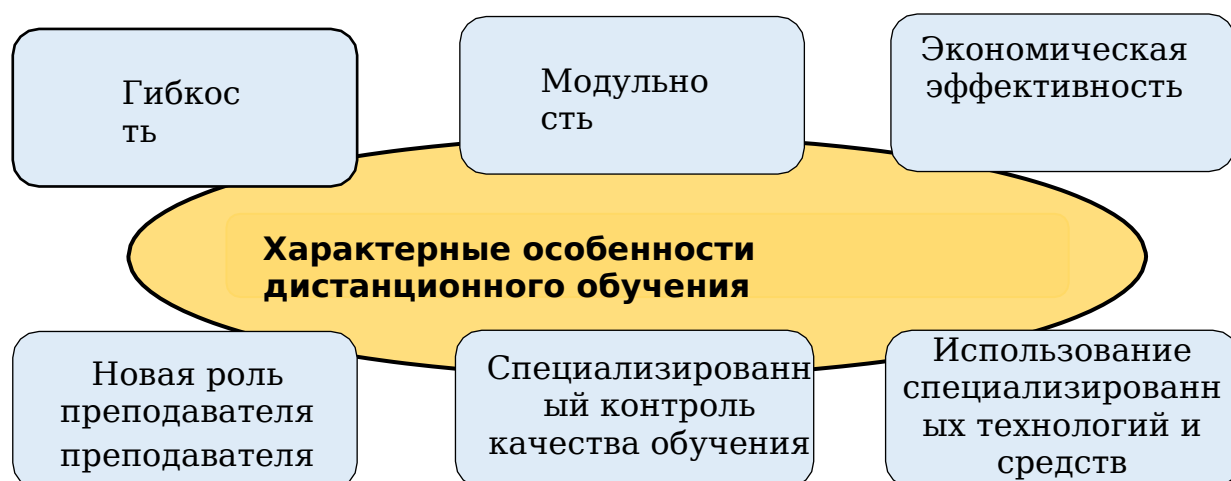 Гибкос
ть
Модульно
сть
Экономическая
эффективность
Характерные особенности
дистанционного обучения
Новая роль
преподавателя
преподавателя
Специализированн
ый контроль
качества обучения
Использование
специализированн
ых технологий и
средств